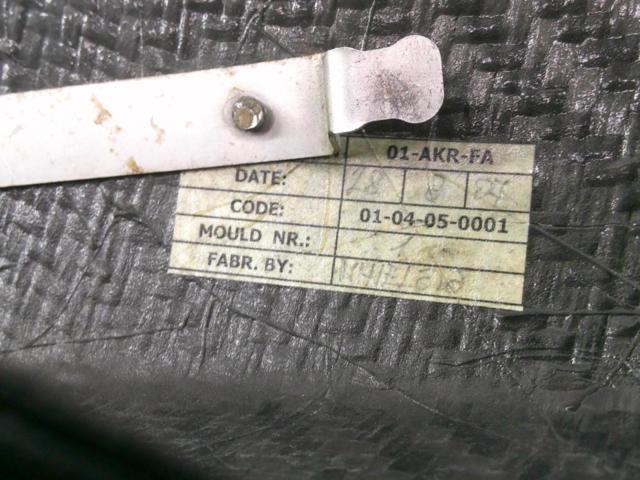 01-AKR-FA
DATE: 28 8
CODE: 01-04-05-0001
MOULD NR.:
FABR. BY: